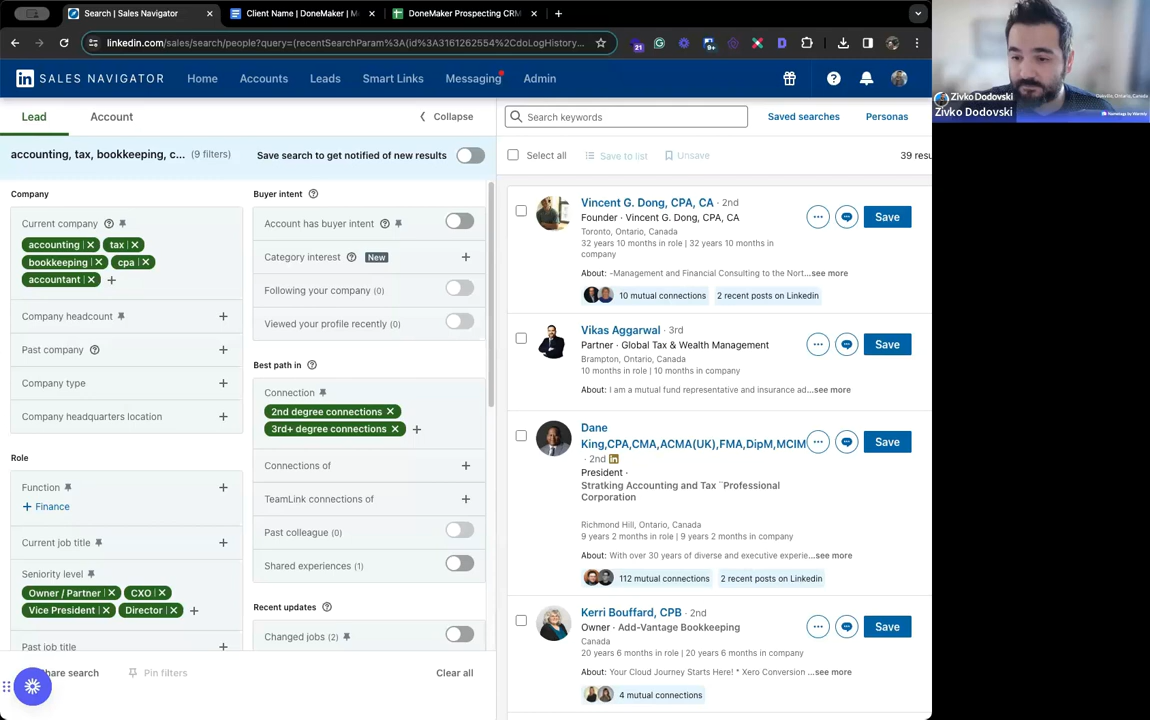 Search | Sales Navigator
Client Name | DoneMaker | M
DoneMaker Prospecting CRM
linkedin.com/sales/search/people?query=(recentSearchParam%3A(id%3A3161262554%2CdoLogHistory...
21
+9
Zivko Dodovski
Oakville, Ontario, Canada
Zivko Dodovski
in SALES NAVIGATOR
Home
Accounts
Leads
Smart Links
Messaging
Admin
Lead
Account
Collapse
Search keywords
Saved searches
Personas
accounting, tax, bookkeeping, c... (9 filters)
Save search to get notified of new results
Select all
Save to list
Unsave
39 resu
Company
Current company
accounting
tax
bookkeeping
cpa
accountant
Company headcount
Past company
Company type
Company headquarters location
Role
Function
+ Finance
Current job title
Seniority level
Owner / Partner
CXO
Vice President
Director
Past job title
Share search
Pin filters
Clear all
Buyer intent
Account has buyer intent
Category interest New
Following your company (0)
Viewed your profile recently (0)
Best path in
Connection
2nd degree connections
3rd+ degree connections
Connections of
TeamLink connections of
Past colleague (0)
Shared experiences (1)
Recent updates
Changed jobs (2)
Vincent G. Dong, CPA, CA · 2nd
Founder · Vincent G. Dong, CPA, CA
Toronto, Ontario, Canada
32 years 10 months in role | 32 years 10 months in
company
About: -Management and Financial Consulting to the Nort...see more
10 mutual connections
2 recent posts on Linkedin
Save
Vikas Aggarwal · 3rd
Partner · Global Tax & Wealth Management
Brampton, Ontario, Canada
10 months in role | 10 months in company
About: I am a mutual fund representative and insurance ad...see more
Save
Dane
King,CPA,CMA,ACMA(UK),FMA,DipM,MCIM
· 2nd in
President ·
Stratking Accounting and Tax ¨Professional
Corporation
Richmond Hill, Ontario, Canada
9 years 2 months in role | 9 years 2 months in company
About: With over 30 years of diverse and executive experie...see more
112 mutual connections
2 recent posts on Linkedin
Save
Kerri Bouffard, CPB · 2nd
Owner · Add-Vantage Bookkeeping
Canada
20 years 6 months in role | 20 years 6 months in company
About: Your Cloud Journey Starts Here! * Xero Conversion ...see more
4 mutual connections
Save